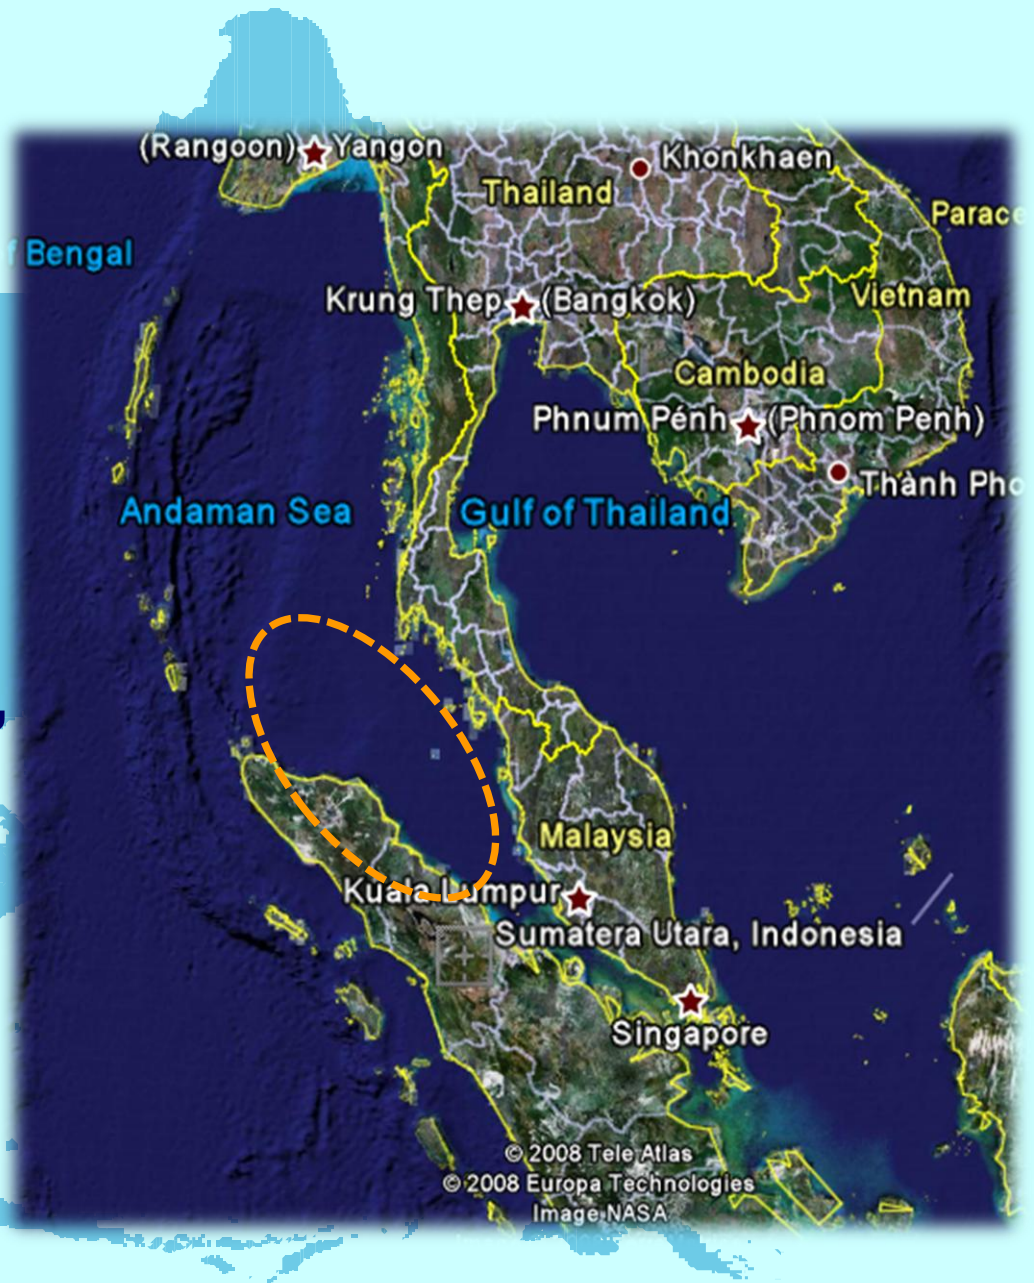 (Rangoon) Yangon
Khonkhaen
Thailand
Parace
f Bengal
Krung Thep (Bangkok)
Vietnam
Cambodia
Phnum Pénh (Phnom Penh)
Thành Pho
Andaman Sea
Gulf of Thailand
Malaysia
Kuala Lumpur
Sumatera Utara, Indonesia
Singapore
© 2008 Tele Atlas
© 2008 Europa Technologies
Image NASA